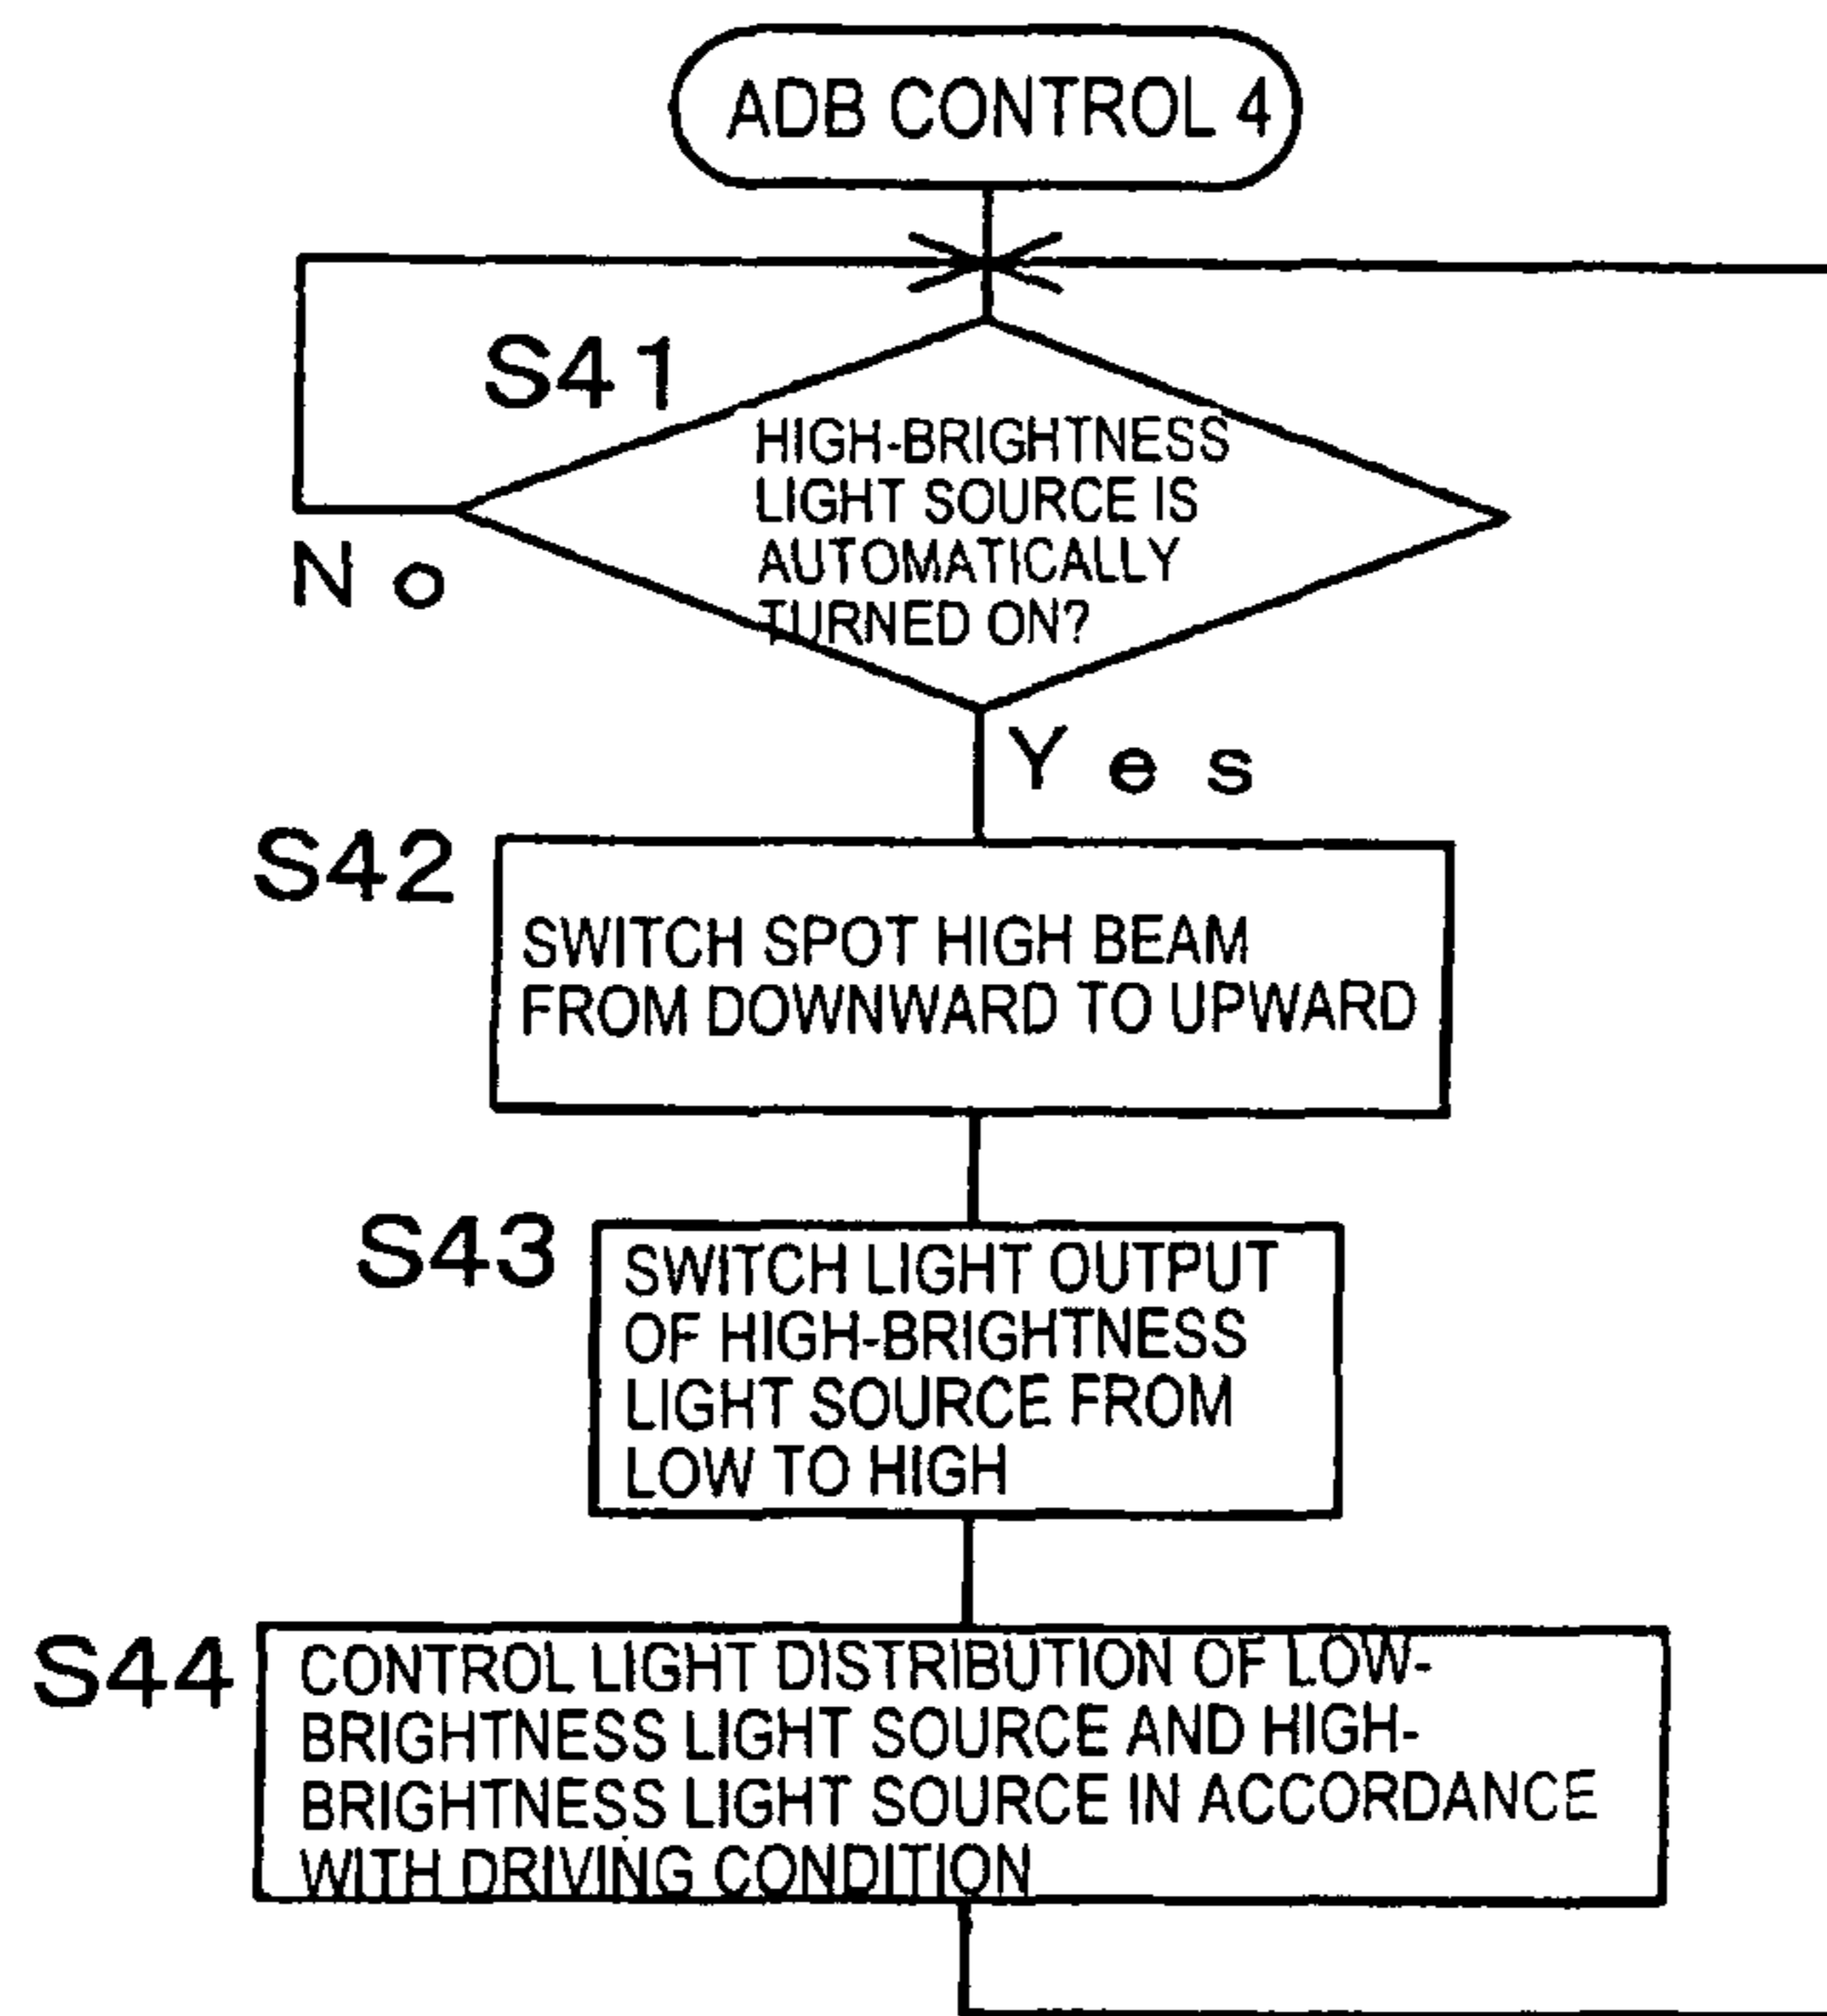 ADB CONTROL 4
S41
HIGH-BRIGHTNESS
LIGHT SOURCE IS
AUTOMATICALLY
TURNED ON?
No
Yes
S42
SWITCH SPOT HIGH BEAM
FROM DOWNWARD TO UPWARD
S43
SWITCH LIGHT OUTPUT
OF HIGH-BRIGHTNESS
LIGHT SOURCE FROM
LOW TO HIGH
S44
CONTROL LIGHT DISTRIBUTION OF LOW-
BRIGHTNESS LIGHT SOURCE AND HIGH-
BRIGHTNESS LIGHT SOURCE IN ACCORDANCE
WITH DRIVING CONDITION